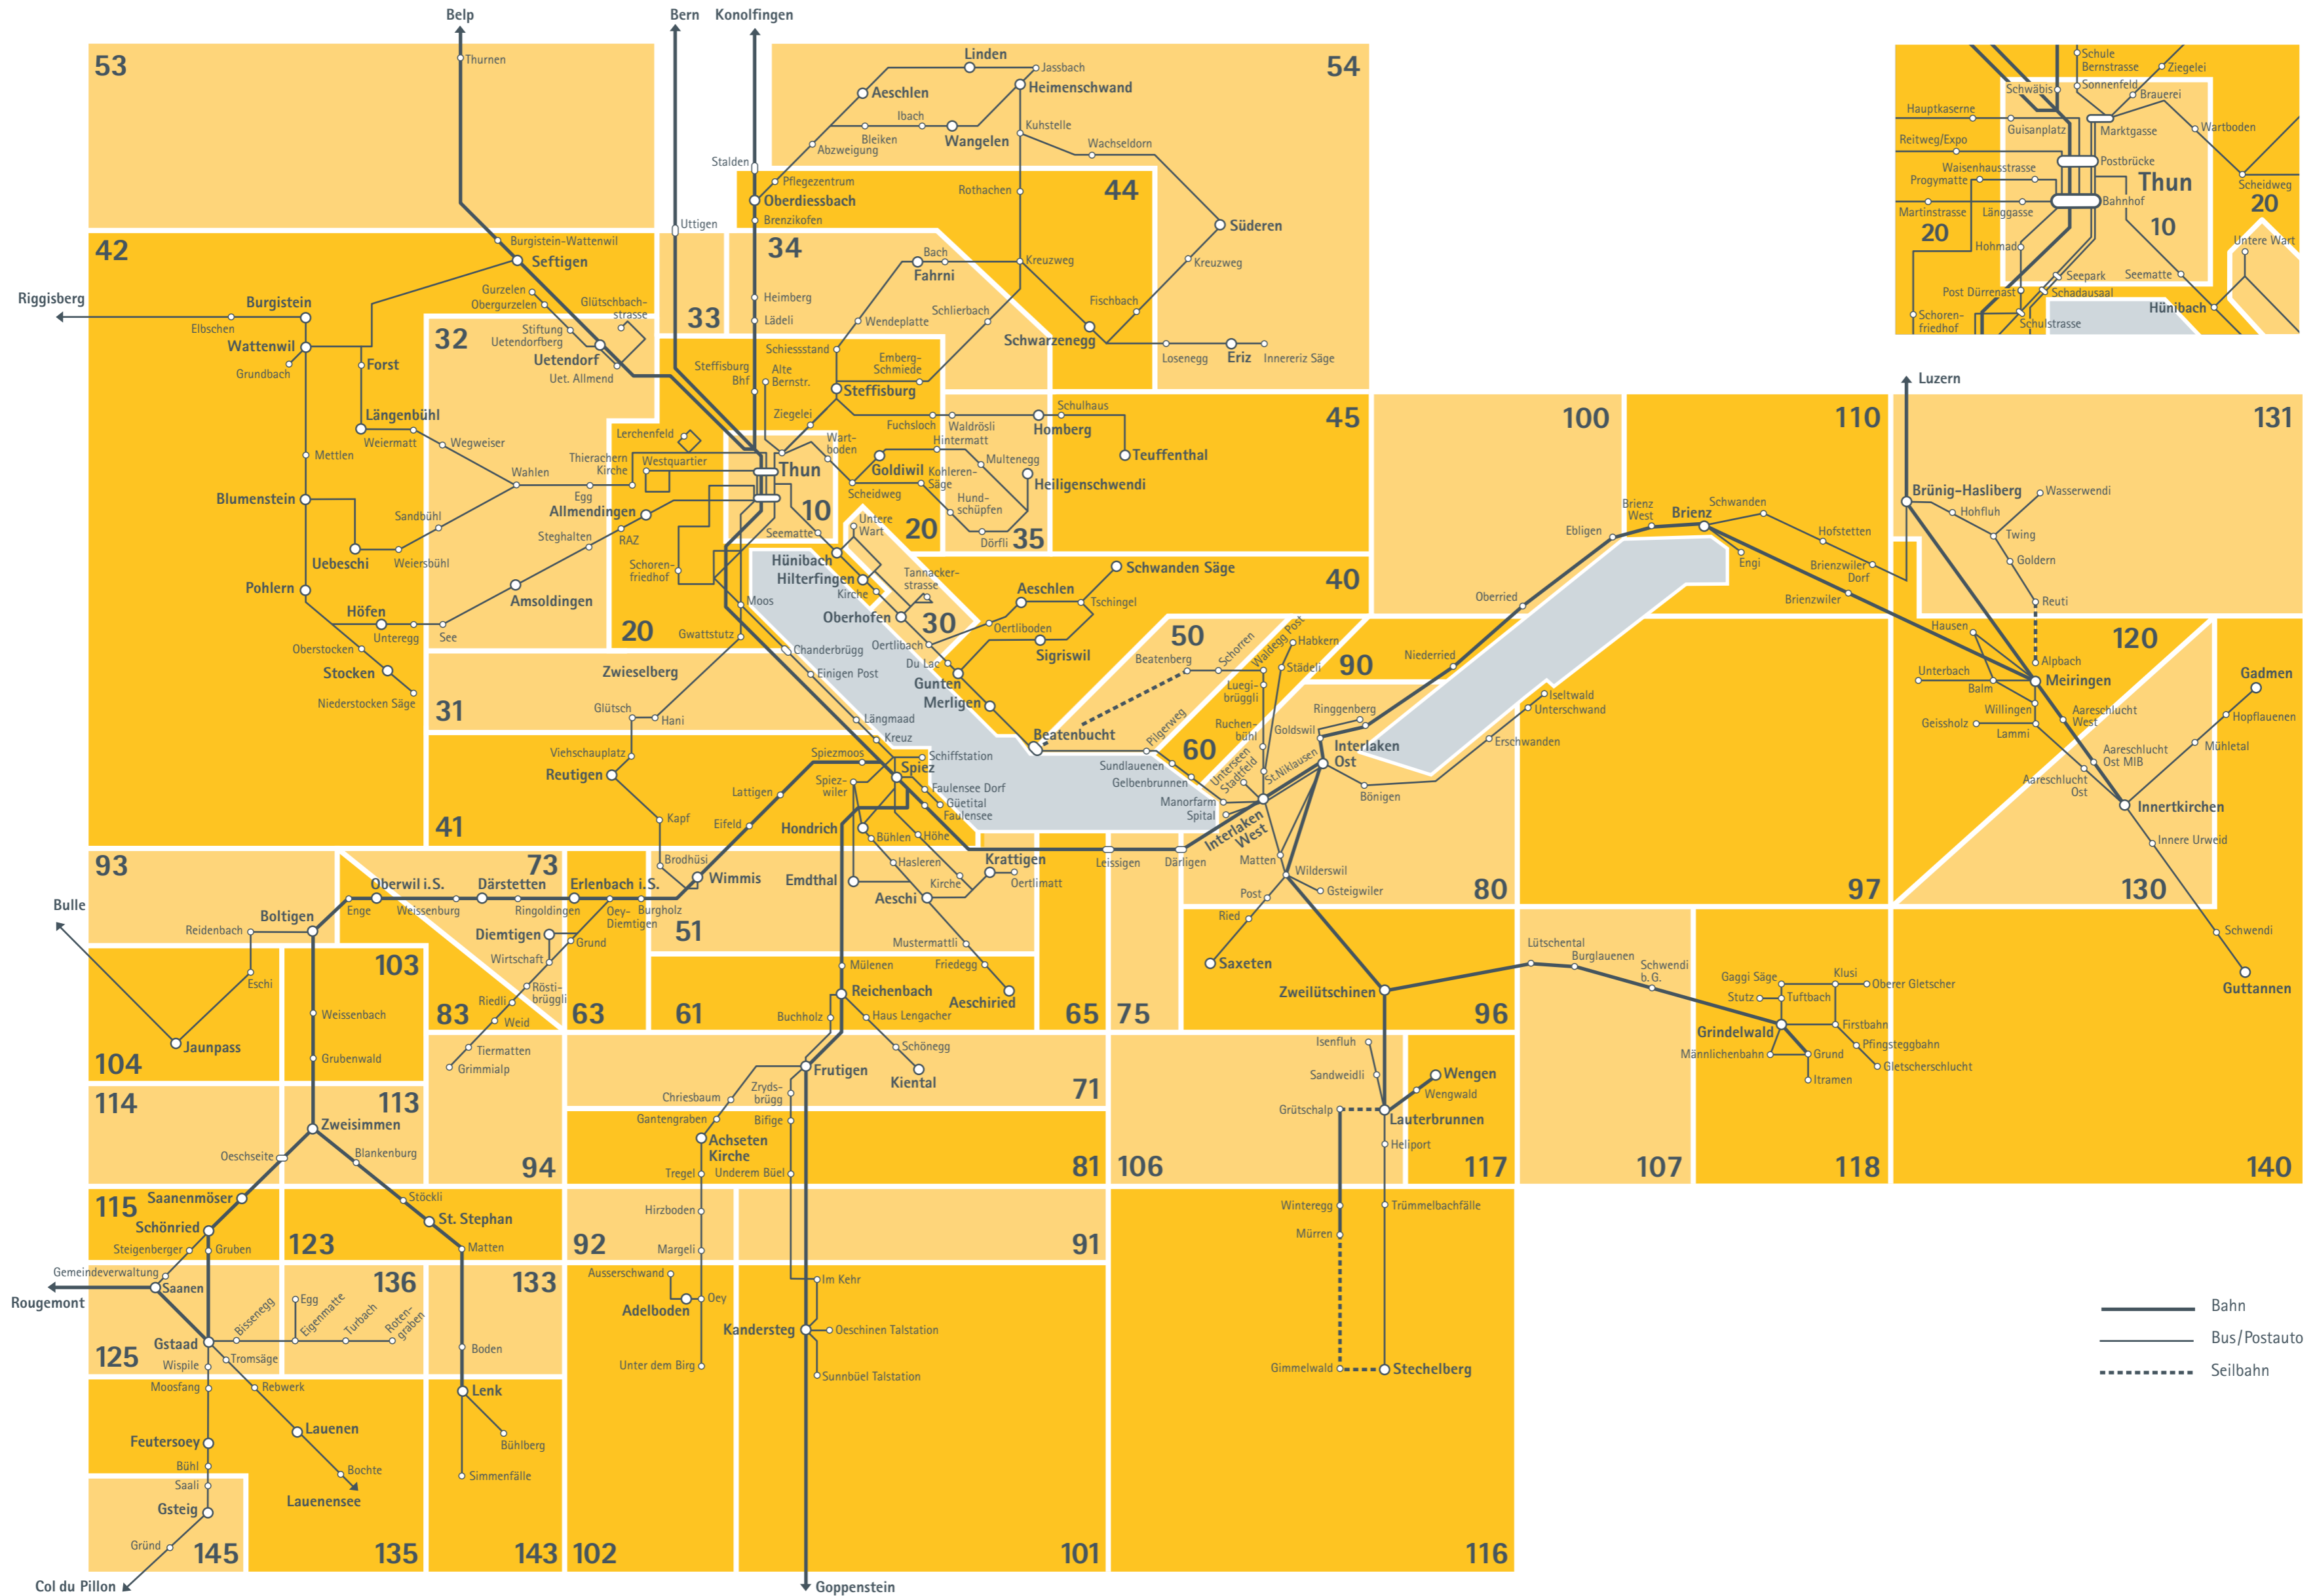 Belp
Bern
Konolfingen
53
Thurnen
54
Linden
Jassbach
Aeschlen
Heimenschwand
Ibach
Bleiken
Wangelen
Abzweigung
Kuhstelle
Wachseldorn
Stalden
Pflegezentrum
Oberdiessbach
Brenzikofen
Rothachen
44
Süderen
Kreuzweg
Uttigen
42
Burgistein-Wattenwil
Seftigen
33
34
Bach
Fahrni
Kreuzweg
Schlierbach
Fischbach
Schwarzenegg
Losenegg
Eriz
Innereriz Säge
Riggisberg
Elbschen
Burgistein
Wattenwil
Grundbach
Forst
Gurzelen
Obergurzelen
Glütschbach-
strasse
Stiftung
Uetendorfberg
Uetendorf
Uet. Allmend
32
Heimberg
Lädeli
Wendeplatte
Schiessstand
Emberg-
Schmiede
Steffisburg
Bhf
Alte
Bernstr.
Steffisburg
Ziegelei
Fuchsloch
Waldrösli
Hintermatt
Homberg
Schulhaus
Teuffenthal
45
Längenbühl
Weiermatt
Wegweiser
Mettlen
Wahlen
Egg
Blumenstein
Sandbühl
Uebeschi
Weiersbühl
Steghalten
Pohlern
Höfen
Unteregg
See
Amsoldingen
Oberstocken
Stocken
Niederstocken Säge
Lerchenfeld
Thierachern
Kirche
Westquartier
Allmendingen
RAZ
Schoren-
friedhof
20
Thun
10
Wart-
boden
Goldiwil
Scheidweg
Kohleren-
Säge
Multenegg
Heiligenschwendi
Hund-
schüpfen
Dörfli
35
20
Seematte
Untere
Wart
Hünibach
Hilterfingen
Kirche
Tannacker-
strasse
Oberhofen
30
Oertlibach
Moos
Gwattstutz
Chanderbrügg
Einigen Post
Längmaad
Kreuz
Aeschlen
Schwanden Säge
Tschingel
Oertliboden
Sigriswil
40
Du Lac
Gunten
Merligen
Beatenbucht
50
Beatenberg
Schorren
Waldegg Post
Habkern
Städeli
Luegi-
brüggli
Ruchen-
bühl
Pilgerweg
60
Sundlauenen
Gelbenbrunnen
Unterseen
Stadtfeld
St.Niklausen
Manorfarm
Spital
Interlaken
West
Interlaken
Ost
Goldswil
Ringgenberg
Niederried
90
Oberried
Ebligen
100
110
Brienz
West
Brienz
Schwanden
Hofstetten
Engi
Brienzwiler
Dorf
Brienzwiler
Iseltwald
Unterschwand
Erschwanden
Bönigen
Matten
Wilderswil
Gsteigwiler
Post
Ried
Saxeten
80
97
Luzern
131
Brünig-Hasliberg
Wasserwendi
Hohfluh
Twing
Goldern
Reuti
120
Hausen
Unterbach
Balm
Alpbach
Meiringen
Willingen
Geissholz
Lammi
Aareschlucht
West
Aareschlucht
Ost MIB
Aareschlucht
Ost
Gadmen
Hopflauenen
Mühletal
Innertkirchen
Innere Urweid
130
Schwendi
Guttannen
140
Schule
Bernstrasse
Ziegelei
Schwäbis
Sonnenfeld
Brauerei
Hauptkaserne
Guisanplatz
Marktgasse
Wartboden
Reitweg/Expo
Waisenhausstrasse
Postbrücke
Progymatte
Thun
Scheidweg
20
Martinstrasse
Länggasse
Bahnhof
20
10
Hohmad
Untere Wart
Seepark
Seematte
Post Dürrenast
Schadausaal
Hünibach
Schoren-
friedhof
Schulstrasse
31
Zwieselberg
Glütsch
Hani
Viehschauplatz
Reutigen
41
Kapf
Brodhüsi
Wimmis
Lattigen
Eifeld
Spiezmoos
Spiez-
wiler
Schiffstation
Spiez
Faulensee Dorf
Güetital
Faulensee
Hondrich
Bühlen
Höhe
Hasleren
Krattigen
Oertlimatt
Kirche
Emdthal
Aeschi
Leissigen
Därligen
Mustermattli
Friedegg
Aeschiried
51
93
73
Bulle
Oberwil i.S.
Därstetten
Erlenbach i.S.
Enge
Weissenburg
Ringoldingen
Oey-
Diemtigen
Burgholz
Boltigen
Reidenbach
Eschi
Jaunpass
104
103
Weissenbach
Grubenwald
Diemtigen
Grund
Wirtschaft
Rösti-
brüggli
Riedli
Weid
Tiermatten
Grimmialp
83
63
61
65
75
96
Mülenen
Reichenbach
Buchholz
Haus Lengacher
Schönegg
Kiental
Frutigen
71
Zryds-
brügg
Chriesbaum
Gantengraben
Bifige
Achseten
Kirche
Tregel
Underem Büel
81
114
113
Zweisimmen
Blankenburg
Oeschseite
94
115
Saanenmöser
Schönried
Steigenberger
Gruben
Stöckli
St. Stephan
Matten
123
Hirzboden
Margeli
92
91
Gemeindeverwaltung
Saanen
Rougemont
Gstaad
Bissenegg
Egg
Eigenmatte
Turbach
Roten-
graben
136
133
125
Tromsäge
Wispile
Moosfang
Rebwerk
Lauenen
Feutersoey
Bühl
Bochte
Lauenensee
Saali
Gsteig
Gründ
145
135
Col du Pillon
Boden
Lenk
Bühlberg
Simmenfälle
143
Ausserschwand
Adelboden
Oey
Unter dem Birg
102
Im Kehr
Kandersteg
Oeschinen Talstation
Sunnbüel Talstation
101
Goppenstein
Zweilütschinen
Lütschental
Burglauenen
Schwendi
b.G.
Gaggi Säge
Klusi
Oberer Gletscher
Stutz
Tuftbach
Grindelwald
Firstbahn
Männlichenbahn
Grund
Pfingsteggbahn
Gletscherschlucht
Itramen
107
118
Isenfluh
Sandweidli
Wengen
Wengwald
Grütschalp
Lauterbrunnen
Heliport
106
117
Winteregg
Trümmelbachfälle
Mürren
Gimmelwald
Stechelberg
116
Bahn
Bus/Postauto
Seilbahn